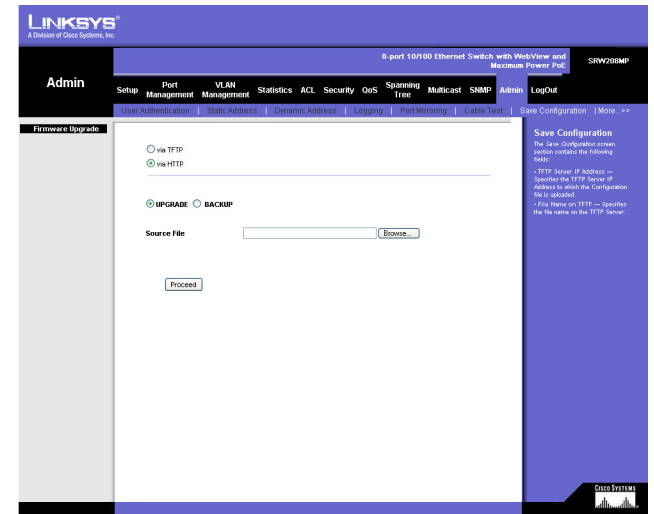 LINKSYS®
A Division of Cisco Systems, Inc.
8-port 10/100 Ethernet Switch with WebView and
Maximum Power PoE
SRW208MP
Admin
Setup Port Management VLAN Management Statistics ACL Security QoS Spanning Tree Multicast SNMP Admin LogOut
User Authentication | Static Address | Dynamic Address | Logging | Port Mirroring | Cable Test | Save Configuration | More...>>
Firmware Upgrade
via TFTP
via HTTP
UPGRADE BACKUP
Source File Browse...
Proceed
Save Configuration
The Save Configuration screen
section contains the following
fields:
• TFTP Server IP Address —
Specifies the TFTP Server IP
Address to which the Configuration
file is uploaded.
• File Name on TFTP — Specifies
the file name on the TFTP Server.
CISCO SYSTEMS